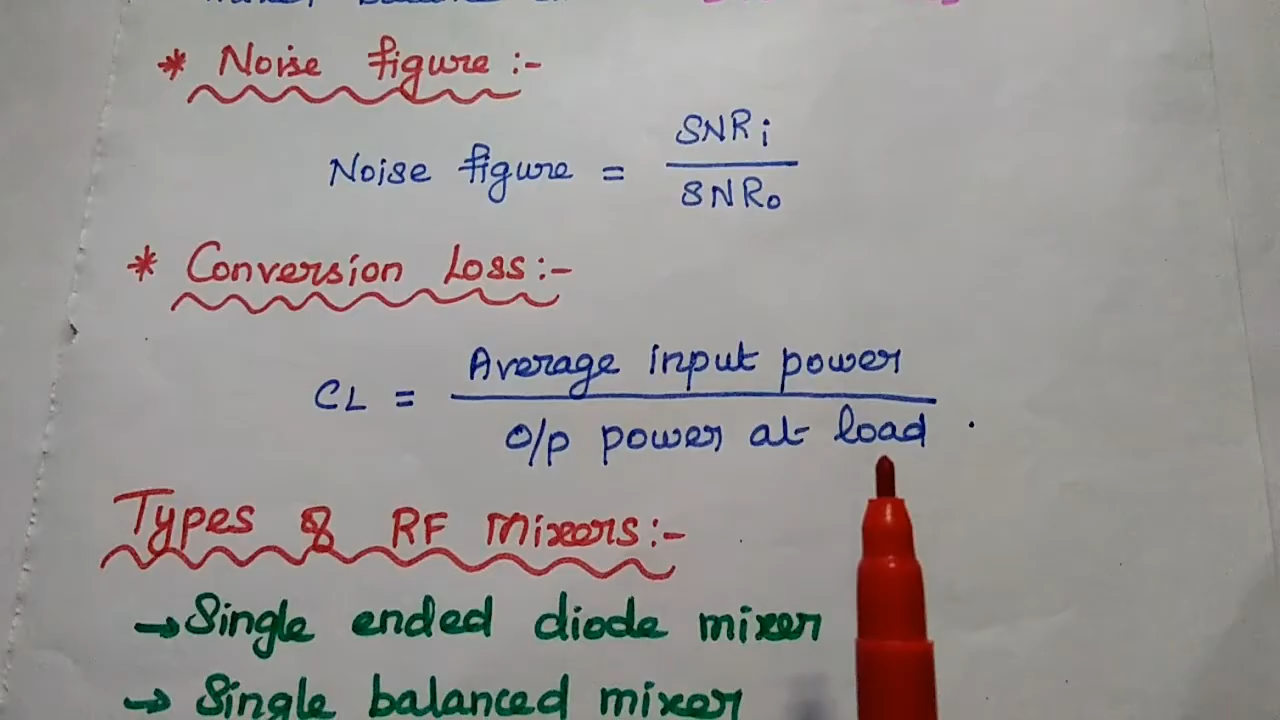 * Noise figure :-
Noise figure = SNRi / SNRo
* Conversion Loss:-
CL = Average input power / o/p power at load .
Types & RF Mixers:-
→ Single ended diode mixer
→ Single balanced mixer